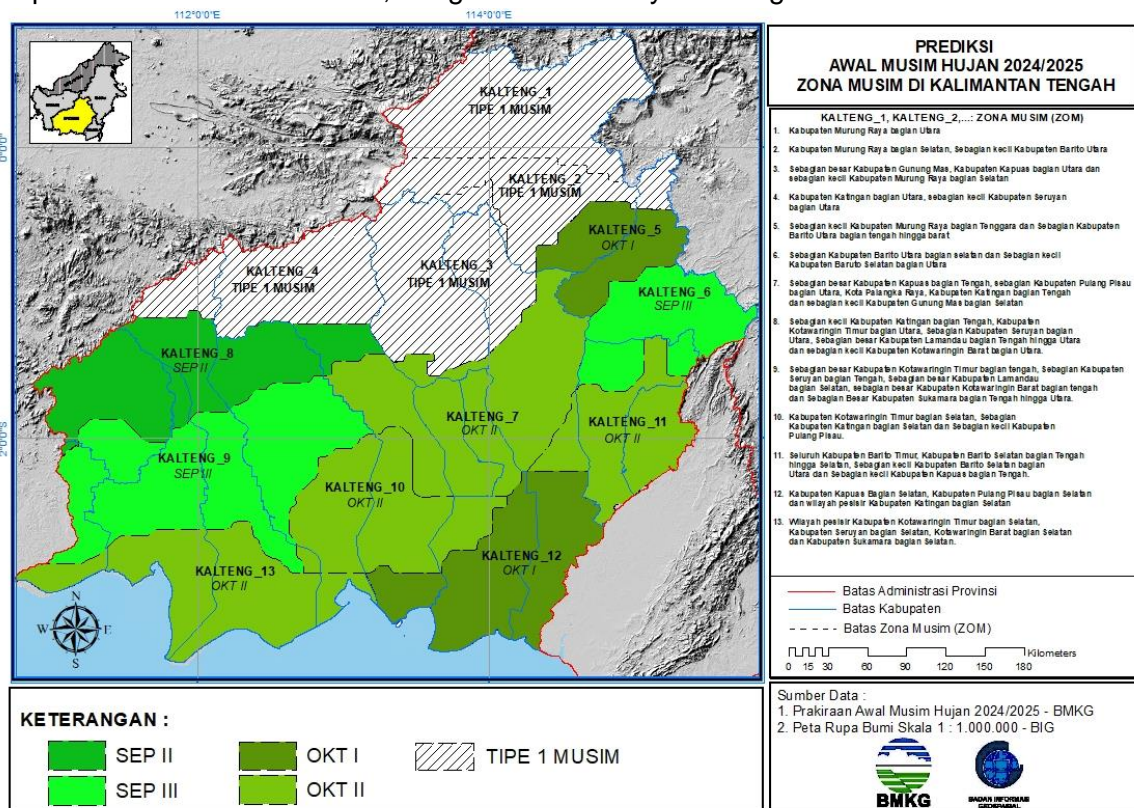 112°0'0"E
114°0'0"E
0°0'0"
2°0'0"S
KALTENG_1
TIPE 1 MUSIM
KALTENG_2
TIPE 1 MUSIM
KALTENG_3
TIPE 1 MUSIM
KALTENG_4
TIPE 1 MUSIM
KALTENG_5
OKT I
KALTENG_6
SEP III
KALTENG_8
SEP II
KALTENG_7
OKT II
KALTENG_11
OKT II
KALTENG_9
SEP III
KALTENG_10
OKT II
KALTENG_12
OKT I
KALTENG_13
OKT II
N
W
E
S
PREDIKSI
AWAL MUSIM HUJAN 2024/2025
ZONA MUSIM DI KALIMANTAN TENGAH
KALTENG_1, KALTENG_2,...: ZONA MUSIM (ZOM)
1. Kabupaten Murung Raya bagian Utara
2. Kabupaten Murung Raya bagian Selatan, Sebagian kecil Kabupaten Barito Utara
3. Sebagian besar Kabupaten Gunung Mas, Kabupaten Kapuas bagian Utara dan
sebagian kecil Kabupaten Murung Raya bagian Selatan
4. Kabupaten Katingan bagian Utara, sebagian kecil Kabupaten Seruyan
bagian Utara
5. Sebagian kecil Kabupaten Murung Raya bagian Tenggara dan Sebagian Kabupaten
Barito Utara bagian tengah hingga barat
6. Sebagian Kabupaten Barito Utara bagian selatan dan Sebagian kecil
Kabupaten Baruto Selatan bagian Utara
7. Sebagian besar Kabupaten Kapuas bagian Tengah, sebagian Kabupaten Pulang Pisau
bagian Utara, Kota Palangka Raya, Kabupaten Katingan bagian Tengah
dan sebagian kecil Kabupaten Gunung Mas bagian Selatan
8. Sebagian kecil Kabupaten Katingan bagian Tengah, Kabupaten
Kotawaringin Timur bagian Utara, Sebagian Kabupaten Seruyan bagian
Utara, Sebagian besar Kabupaten Lamandau bagian Tengah hingga Utara
dan sebagian kecil Kabupaten Kotawaringin Barat bagian Utara.
9. Sebagian besar Kabupaten Kotawaringin Timur bagian tengah, Sebagian Kabupaten
Seruyan bagian Tengah, Sebagian besar Kabupaten Lamandau
bagian Selatan, sebagian besar Kabupaten Kotawaringin Barat bagian tengah
dan Sebagian Besar Kabupaten Sukamara bagian Tengah hingga Utara.
10. Kabupaten Kotawaringin Timur bagian Selatan, Sebagian
Kabupaten Katingan bagian Selatan dan Sebagian kecil Kabupaten
Pulang Pisau.
11. Seluruh Kabupaten Barito Timur, Kabupaten Barito Selatan bagian Tengah
hingga Selatan, Sebagian kecil Kabupaten Barito Selatan bagian
Utara dan Sebagian kecil Kabupaten Kapuas bagian Tengah.
12. Kabupaten Kapuas Bagian Selatan, Kabupaten Pulang Pisau bagian Selatan
dan wilayah pesisir Kabupaten Katingan bagian Selatan
13. Wilayah pesisir Kabupaten Kotawaringin Timur bagian Selatan,
Kabupaten Seruyan bagian Selatan, Kotawaringin Barat bagian Selatan
dan Kabupaten Sukamara bagian Selatan.
Batas Administrasi Provinsi
Batas Kabupaten
Batas Zona Musim (ZOM)
Kilometers
0 15 30 60 90 120 150 180
KETERANGAN :
SEP II
OKT I
TIPE 1 MUSIM
SEP III
OKT II
Sumber Data :
1. Prakiraan Awal Musim Hujan 2024/2025 - BMKG
2. Peta Rupa Bumi Skala 1 : 1.000.000 - BIG
BMKG
BADAN INFORMASI
GEOSPASIAL